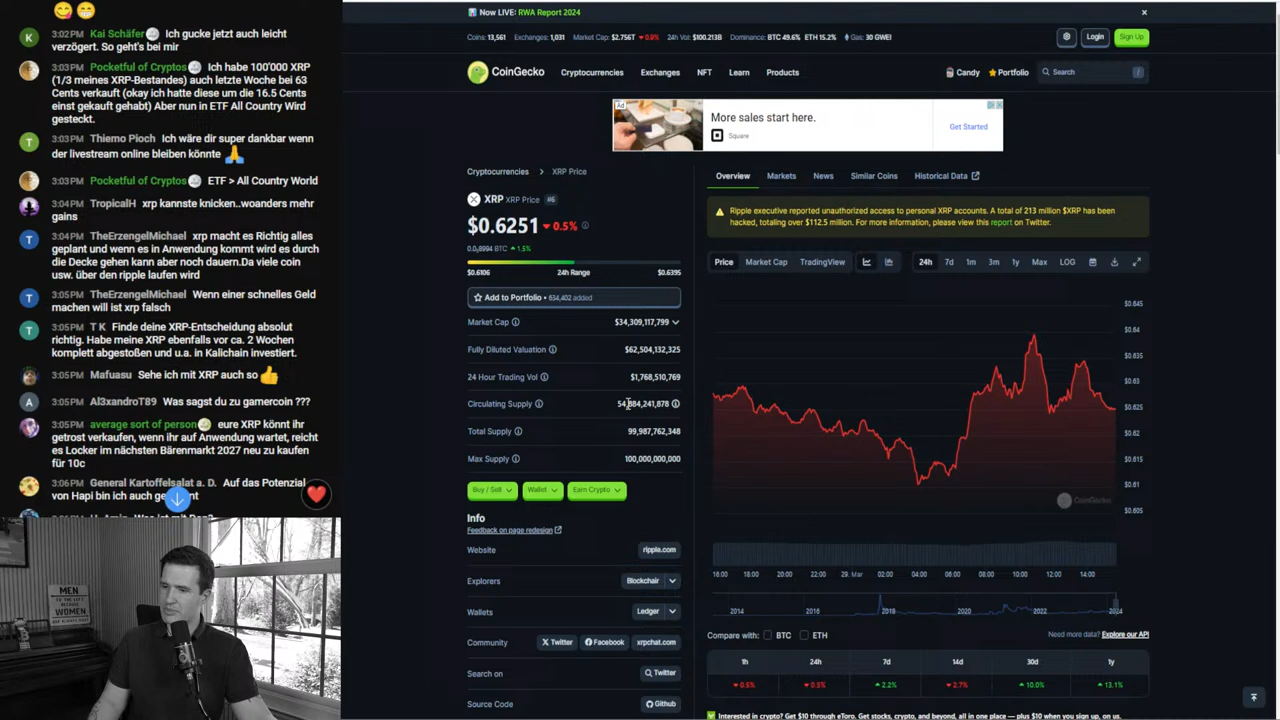 3:02PM Kai Schäfer Ich gucke jetzt auch leicht
verzögert. So geht's bei mir
3:03PM Pocketful of Cryptos Ich habe 100'000 XRP
(1/3 meines XRP-Bestandes) auch letzte Woche bei 63
Cents verkauft (okay ich hatte diese um die 16.5 Cents
einst gekauft gehabt) Aber nun in ETF All Country Wird
gesteckt.
3:03PM Thiemo Pioch Ich wäre dir super dankbar wenn
der livestream online bleiben könnte
3:03PM Pocketful of Cryptos ETF > All Country World
3:04PM TropicalH xrp kannste knicken..woanders mehr
gains
3:04PM TheErzengelMichael xrp macht es Richtig alles
geplant und wenn es in Anwendung kommt wird es durch
die Decke gehen kann aber noch dauern.Da viele coin
usw. über den ripple laufen wird
3:05PM TheErzengelMichael Wenn einer schnelles Geld
machen will ist xrp falsch
3:05PM T K Finde deine XRP-Entscheidung absolut
richtig. Habe meine XRP ebenfalls vor ca. 2 Wochen
komplett abgestoßen und u.a. in Kalichain investiert.
3:05PM Mafuasu Sehe ich mit XRP auch so
3:05PM Al3xandroT89 Was sagst du zu gamercoin ???
3:05PM average sort of person eure XRP könnt ihr
getrost verkaufen, wenn ihr auf Anwendung wartet, reicht
es Locker im nächsten Bärenmarkt 2027 neu zu kaufen
für 10c
3:06PM General Kartoffelsalat a. D. Auf das Potenzial
von Hapi bin ich auch
MEN
WOMEN
Now LIVE: RWA Report 2024
Coins: 13,561 Exchanges: 1,031 Market Cap: $2.756T 0.8% 24h Vol: $100.213B Dominance: BTC 49.6% ETH 15.2% Gas: 30 GWEI
Login Sign Up
CoinGecko Cryptocurrencies Exchanges NFT Learn Products Candy Portfolio Search /
Ad
More sales start here.
Square
Get Started
Cryptocurrencies > XRP Price
XRP XRP Price #6
$0.6251 0.5%
BTC 1.5%
$0.6106 24h Range $0.6395
Add to Portfolio • 634,402 added
Market Cap $34,309,117,799
Fully Diluted Valuation $62,504,132,325
24 Hour Trading Vol $1,768,510,769
Circulating Supply 54,884,241,878
Total Supply 99,987,762,348
Max Supply 100,000,000,000
Buy / Sell Wallet Earn Crypto
Info
Feedback on page redesign
Website ripple.com
Explorers Blockchair
Wallets Ledger
Community Twitter Facebook xrpchat.com
Search on Twitter
Source Code Github
Overview Markets News Similar Coins Historical Data
Ripple executive reported unauthorized access to personal XRP accounts. A total of 213 million $XRP has been
hacked, totaling over $112.5 million. For more information, please view this report on Twitter.
Price Market Cap TradingView 24h 7d 1m 3m 1y Max LOG
$0.645
$0.64
$0.635
$0.63
$0.625
$0.62
$0.615
$0.61
$0.605
CoinGecko
16:00 18:00 20:00 22:00 29. Mar 02:00 04:00 06:00 08:00 10:00 12:00 14:00
2014 2016 2018 2020 2022 2024
Compare with: BTC ETH Need more data? Explore our API
1h 24h 7d 14d 30d 1y
0.5% 0.5% 2.2% 2.7% 10.0% 13.1%
Interested in crypto? Get $10 through eToro. Get stocks, crypto, and beyond, all in one place — plus $10 when you sign up, on us.